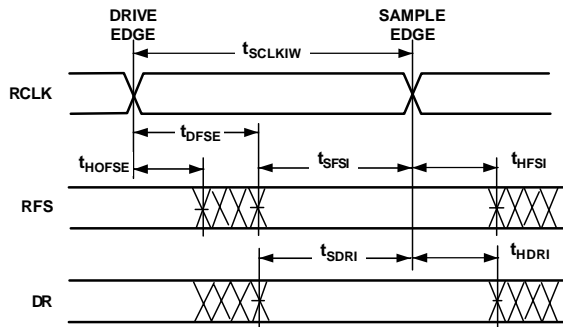 DRIVE EDGE
SAMPLE EDGE
tSCLKIW
RCLK
tDFSE
tHOFSE
tSFSI
tHFSI
RFS
tSDRI
tHDRI
DR